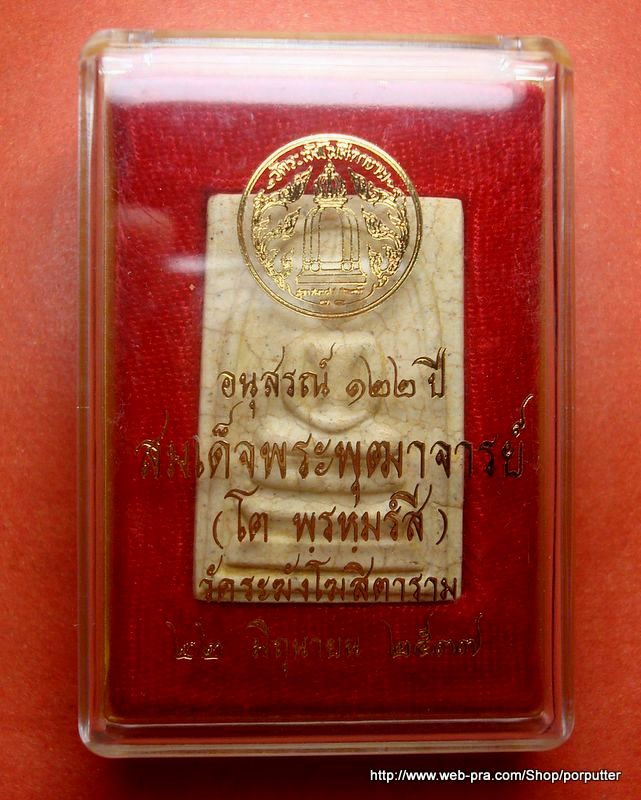 วัดระฆังโฆสิตาราม
อนุสรณ์ ๑๒๒ ปี
สมเด็จพระพุฒาจารย์
(โต พฺรหฺมรํสี)
วัดระฆังโฆสิตาราม
๒๒ มิถุนายน ๒๕๓๗
http://www.web-pra.com/Shop/porputter